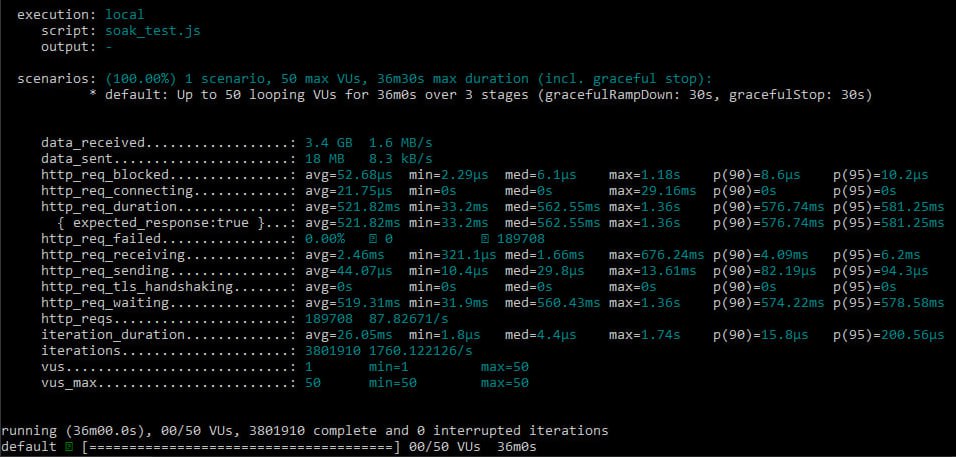 execution: local
script: soak_test.js
output: -
scenarios: (100.00%) 1 scenario, 50 max VUs, 36m30s max duration (incl. graceful stop):
* default: Up to 50 looping VUs for 36m0s over 3 stages (gracefulRampDown: 30s, gracefulStop: 30s)
data_received..................: 3.4 GB 1.6 MB/s
data_sent......................: 18 MB 8.3 kB/s
http_req_blocked...............: avg=52.68µs min=2.29µs med=6.1µs max=1.18s p(90)=8.6µs p(95)=10.2µs
http_req_connecting............: avg=21.75µs min=0s med=0s max=29.16ms p(90)=0s p(95)=0s
http_req_duration..............: avg=521.82ms min=33.2ms med=562.55ms max=1.36s p(90)=576.74ms p(95)=581.25ms
{ expected_response:true }...: avg=521.82ms min=33.2ms med=562.55ms max=1.36s p(90)=576.74ms p(95)=581.25ms
http_req_failed................: 0.00% 0 189708
http_req_receiving.............: avg=2.46ms min=321.1µs med=1.66ms max=676.24ms p(90)=4.09ms p(95)=6.2ms
http_req_sending...............: avg=44.07µs min=10.4µs med=29.8µs max=13.61ms p(90)=82.19µs p(95)=94.3µs
http_req_tls_handshaking.......: avg=0s min=0s med=0s max=0s p(90)=0s p(95)=0s
http_req_waiting...............: avg=519.31ms min=31.9ms med=560.43ms max=1.36s p(90)=574.22ms p(95)=578.58ms
http_reqs......................: 189708 87.82671/s
iteration_duration.............: avg=26.05ms min=1.8µs med=4.4µs max=1.74s p(90)=15.8µs p(95)=200.56µs
iterations.....................: 3801910 1760.122126/s
vus............................: 1 min=1 max=50
vus_max........................: 50 min=50 max=50
running (36m00.0s), 00/50 VUs, 3801910 complete and 0 interrupted iterations
default [======================================] 00/50 VUs 36m0s